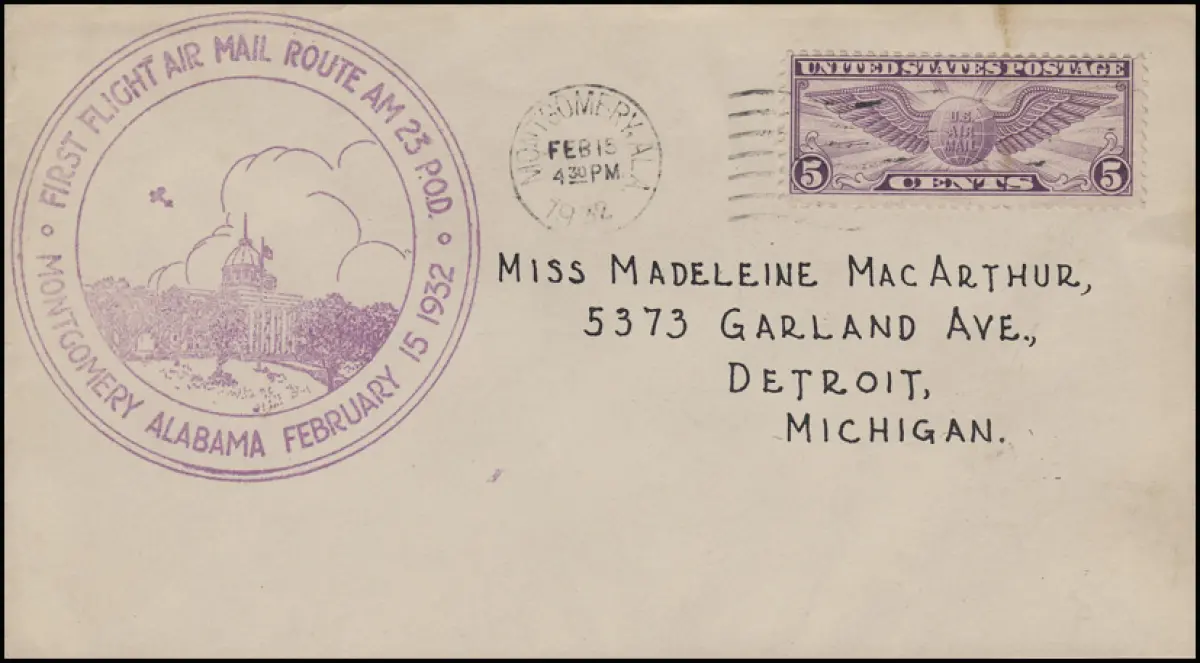 FIRST FLIGHT AIR MAIL ROUTE AM 23 P.O.D.
MONTGOMERY ALABAMA FEBRUARY 15 1932
MONTGOMERY, ALA
FEB 15
4 30 PM
1932
UNITED STATES POSTAGE
U.S.
AIR
MAIL
5 CENTS 5
MISS MADELEINE MACARTHUR,
5373 GARLAND AVE.,
DETROIT,
MICHIGAN.